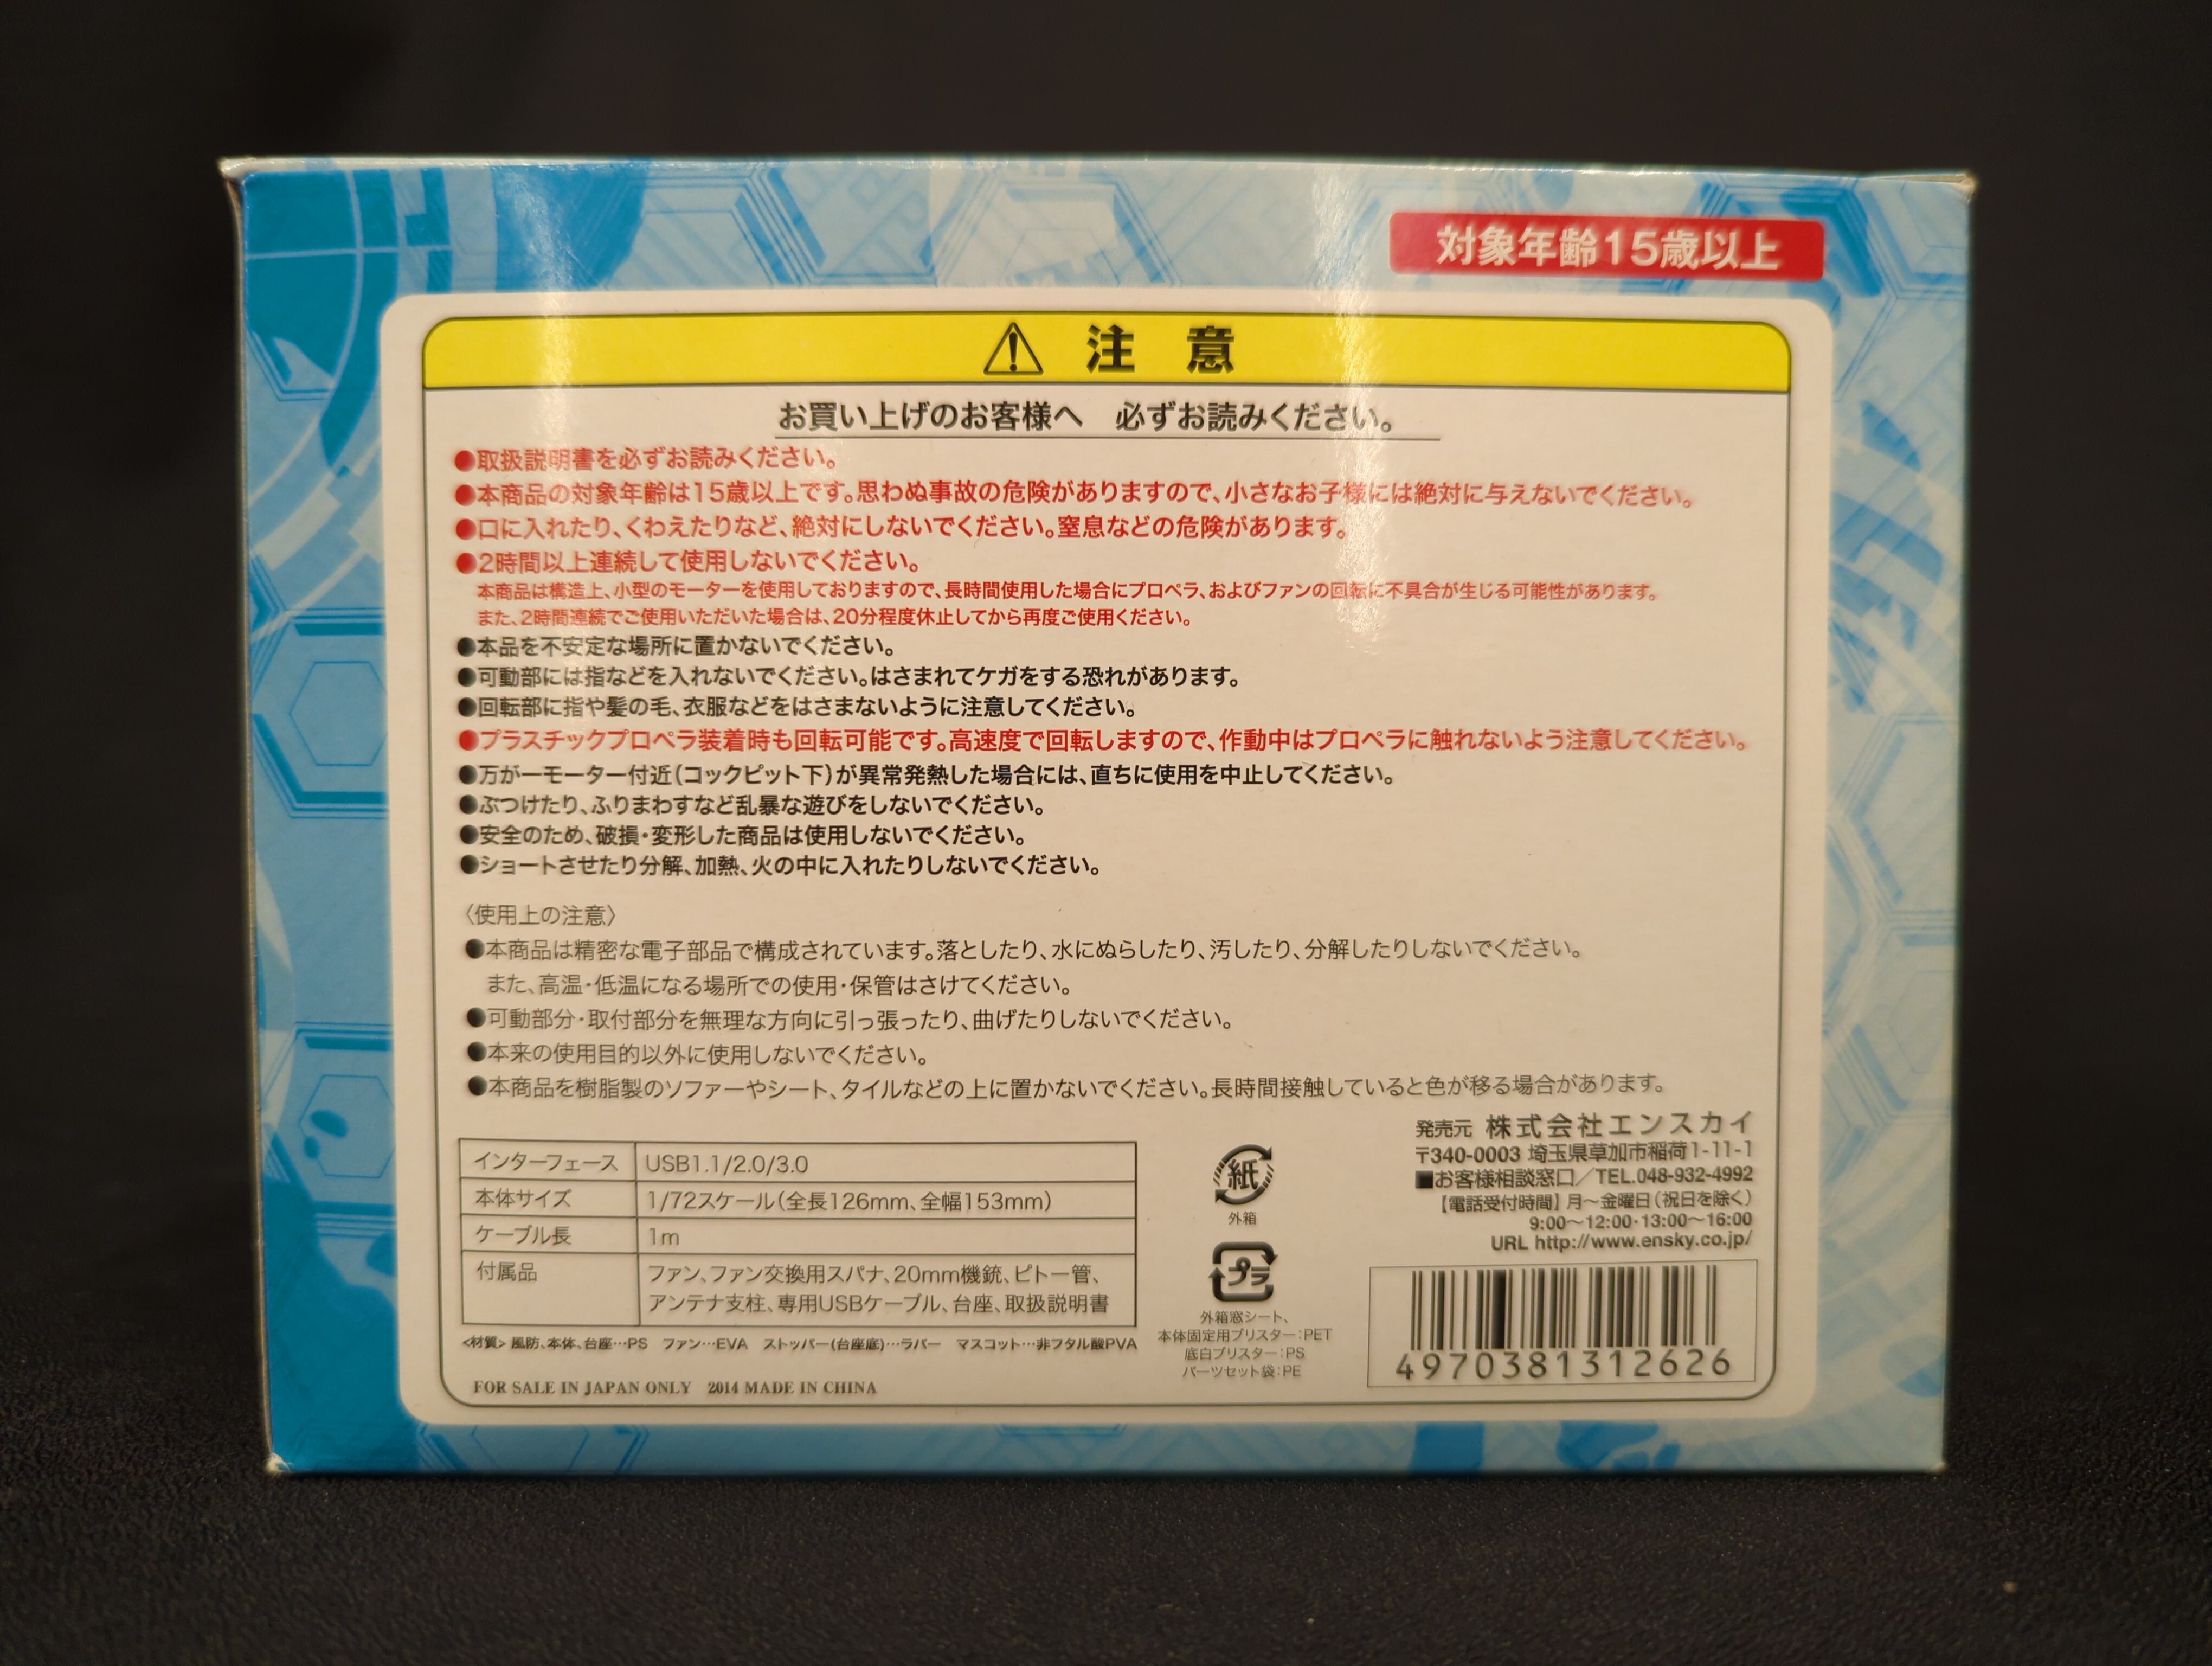 対象年齢15歳以上
注 意
お買い上げのお客様へ 必ずお読みください。
●取扱説明書を必ずお読みください。
●本商品の対象年齢は15歳以上です。思わぬ事故の危険がありますので、小さなお子様には絶対に与えないでください。
●口に入れたり、くわえたりなど、絶対にしないでください。窒息などの危険があります。
●2時間以上連続して使用しないでください。
本商品は構造上、小型のモーターを使用しておりますので、長時間使用した場合にプロペラ、およびファンの回転に不具合が生じる可能性があります。
また、2時間連続でご使用いただいた場合は、20分程度休止してから再度ご使用ください。
●本品を不安定な場所に置かないでください。
●可動部には指などを入れないでください。はさまれてケガをする恐れがあります。
●回転部に指や髪の毛、衣服などをはさまないように注意してください。
●プラスチックプロペラ装着時も回転可能です。高速度で回転しますので、作動中はプロペラに触れないよう注意してください。
●万が一モーター付近(コックピット下)が異常発熱した場合には、直ちに使用を中止してください。
●ぶつけたり、ふりまわすなど乱暴な遊びをしないでください。
●安全のため、破損・変形した商品は使用しないでください。
●ショートさせたり分解、加熱、火の中に入れたりしないでください。
〈使用上の注意〉
●本商品は精密な電子部品で構成されています。落としたり、水にぬらしたり、汚したり、分解したりしないでください。
また、高温・低温になる場所での使用・保管はさけてください。
●可動部分・取付部分を無理な方向に引っ張ったり、曲げたりしないでください。
●本来の使用目的以外に使用しないでください。
●本商品を樹脂製のソファーやシート、タイルなどの上に置かないでください。長時間接触していると色が移る場合があります。
インターフェース USB1.1/2.0/3.0
本体サイズ 1/72スケール(全長126mm、全幅153mm)
ケーブル長 1m
付属品 ファン、ファン交換用スパナ、20mm機銃、ピトー管、
アンテナ支柱、専用USBケーブル、台座、取扱説明書
<材質> 風防、本体、台座…PS ファン…EVA ストッパー(台座底)…ラバー マスコット…非フタル酸PVA
FOR SALE IN JAPAN ONLY 2014 MADE IN CHINA
紙
外箱
プラ
外箱窓シート、
本体固定用ブリスター:PET
底白ブリスター:PS
パーツセット袋:PE
発売元 株式会社エンスカイ
〒340-0003 埼玉県草加市稲荷1-11-1
■お客様相談窓口/TEL.048-932-4992
【電話受付時間】月〜金曜日(祝日を除く)
9:00〜12:00・13:00〜16:00
URL http://www.ensky.co.jp/
4970381312626